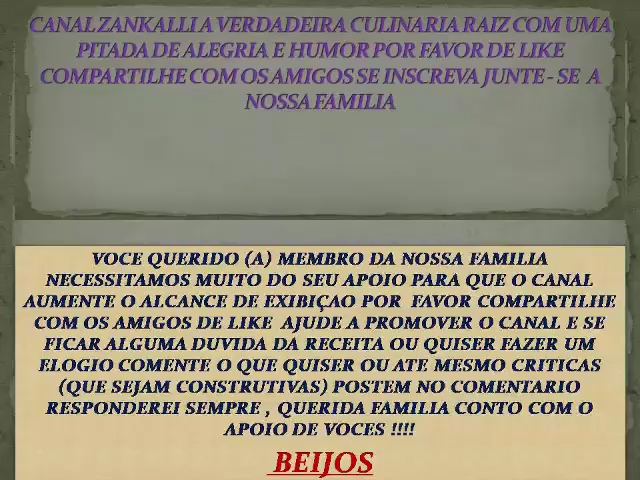 CANAL ZANKALLI A VERDADEIRA CULINARIA RAIZ COM UMA
PITADA DE ALEGRIA E HUMOR POR FAVOR DE LIKE
COMPARTILHE COM OS AMIGOS SE INSCREVA JUNTE - SE A
NOSSA FAMILIA
VOCE QUERIDO (A) MEMBRO DA NOSSA FAMILIA
NECESSITAMOS MUITO DO SEU APOIO PARA QUE O CANAL
AUMENTE O ALCANCE DE EXIBIÇAO POR FAVOR COMPARTILHE
COM OS AMIGOS DE LIKE AJUDE A PROMOVER O CANAL E SE
FICAR ALGUMA DUVIDA DA RECEITA OU QUISER FAZER UM
ELOGIO COMENTE O QUE QUISER OU ATE MESMO CRITICAS
(QUE SEJAM CONSTRUTIVAS) POSTEM NO COMENTARIO
RESPONDEREI SEMPRE , QUERIDA FAMILIA CONTO COM O
APOIO DE VOCES !!!!
BEIJOS